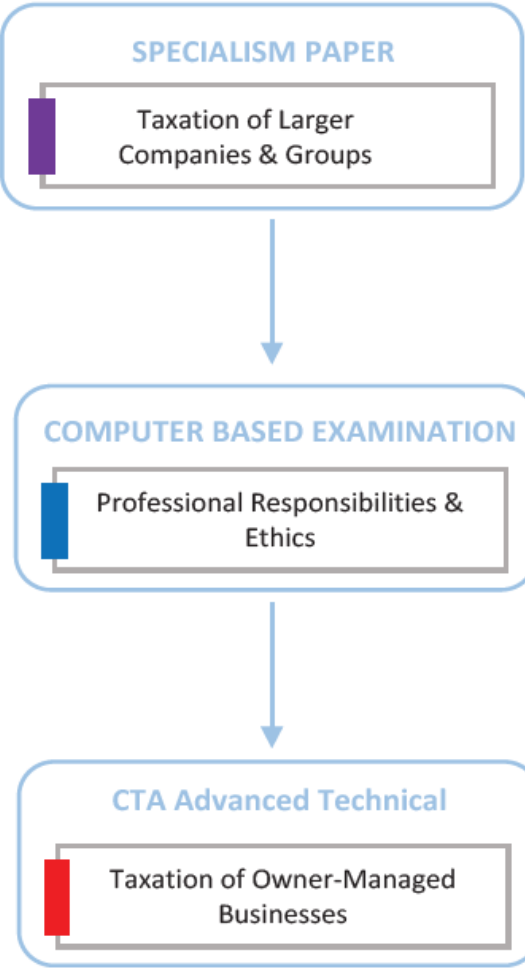 SPECIALISM PAPER
Taxation of Larger
Companies & Groups
COMPUTER BASED EXAMINATION
Professional Responsibilities &
Ethics
CTA Advanced Technical
Taxation of Owner-Managed
Businesses